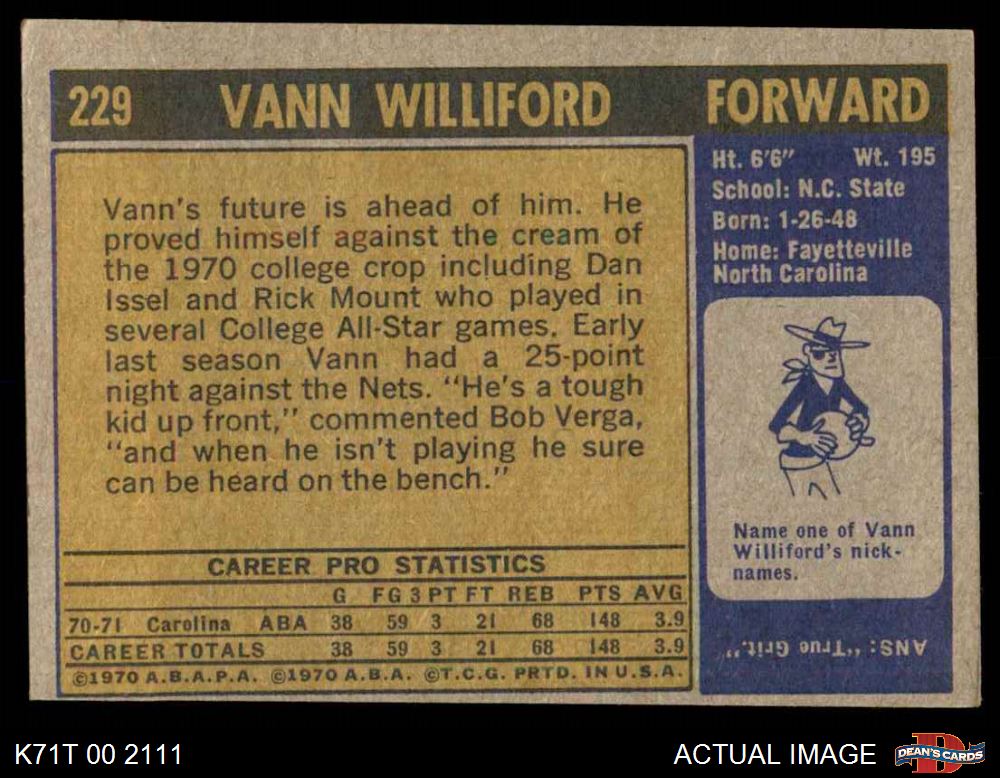 229 VANN WILLIFORD FORWARD
Vann's future is ahead of him. He
proved himself against the cream of
the 1970 college crop including Dan
Issel and Rick Mount who played in
several College All-Star games. Early
last season Vann had a 25-point
night against the Nets. "He's a tough
kid up front," commented Bob Verga,
"and when he isn't playing he sure
can be heard on the bench."
CAREER PRO STATISTICS
G FG 3 PT FT REB PTS AVG
70-71 Carolina ABA 38 59 3 21 68 148 3.9
CAREER TOTALS 38 59 3 21 68 148 3.9
©1970 A.B.A.P.A. ©1970 A.B.A. ©T.C.G. PRTD. IN U.S.A.
Ht. 6'6" Wt. 195
School: N.C. State
Born: 1-26-48
Home: Fayetteville
North Carolina
Name one of Vann
Williford's nick-
names.
ANS: "True Grit."
K71T 00 2111 ACTUAL IMAGE
DEAN'S CARDS